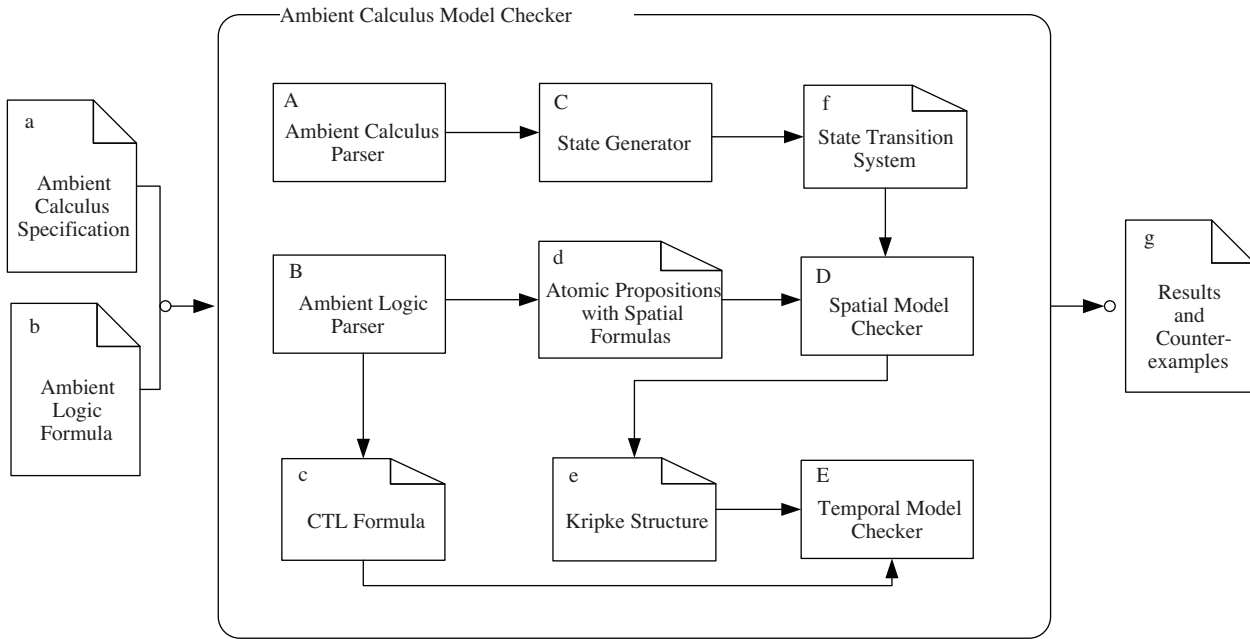 Ambient Calculus Model Checker
a
Ambient
Calculus
Specification
b
Ambient
Logic
Formula
A
Ambient Calculus
Parser
C
State Generator
f
State Transition
System
B
Ambient Logic
Parser
d
Atomic Propositions
with Spatial
Formulas
D
Spatial Model
Checker
c
CTL Formula
e
Kripke Structure
E
Temporal Model
Checker
g
Results
and
Counter-
examples